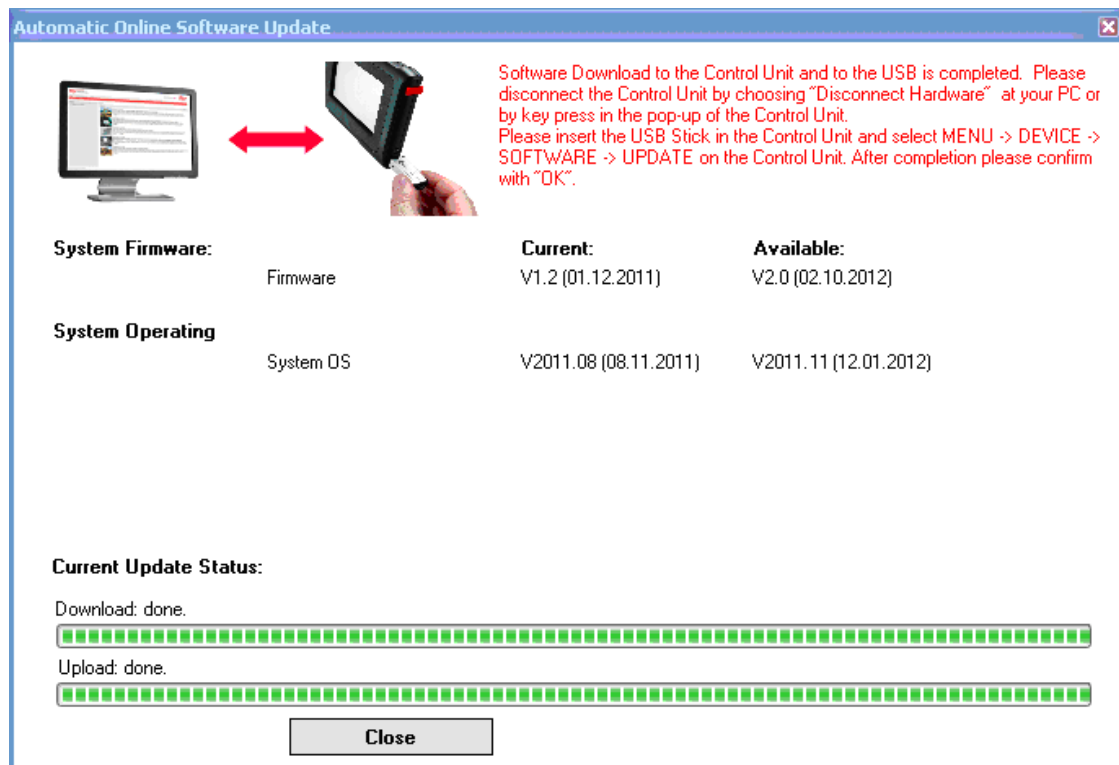 Automatic Online Software Update
Software Download to the Control Unit and to the USB is completed. Please
disconnect the Control Unit by choosing "Disconnect Hardware" at your PC or
by key press in the pop-up of the Control Unit.
Please insert the USB Stick in the Control Unit and select MENU -> DEVICE ->
SOFTWARE -> UPDATE on the Control Unit. After completion please confirm
with "OK".
System Firmware: Current: Available:
Firmware V1.2 (01.12.2011) V2.0 (02.10.2012)
System Operating
System OS V2011.08 (08.11.2011) V2011.11 (12.01.2012)
Current Update Status:
Download: done.
Upload: done.
Close